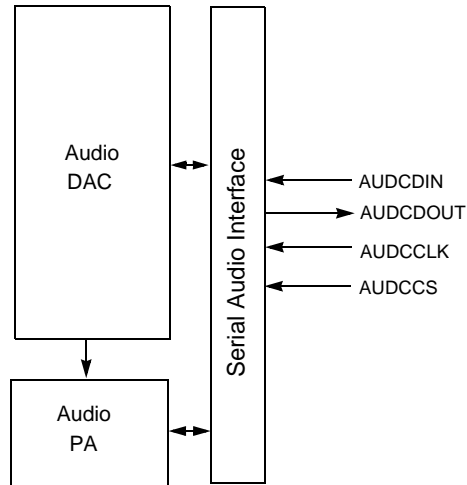 Audio
DAC
Serial Audio Interface
AUDCDIN
AUDCDOUT
AUDCCLK
AUDCCS
Audio
PA